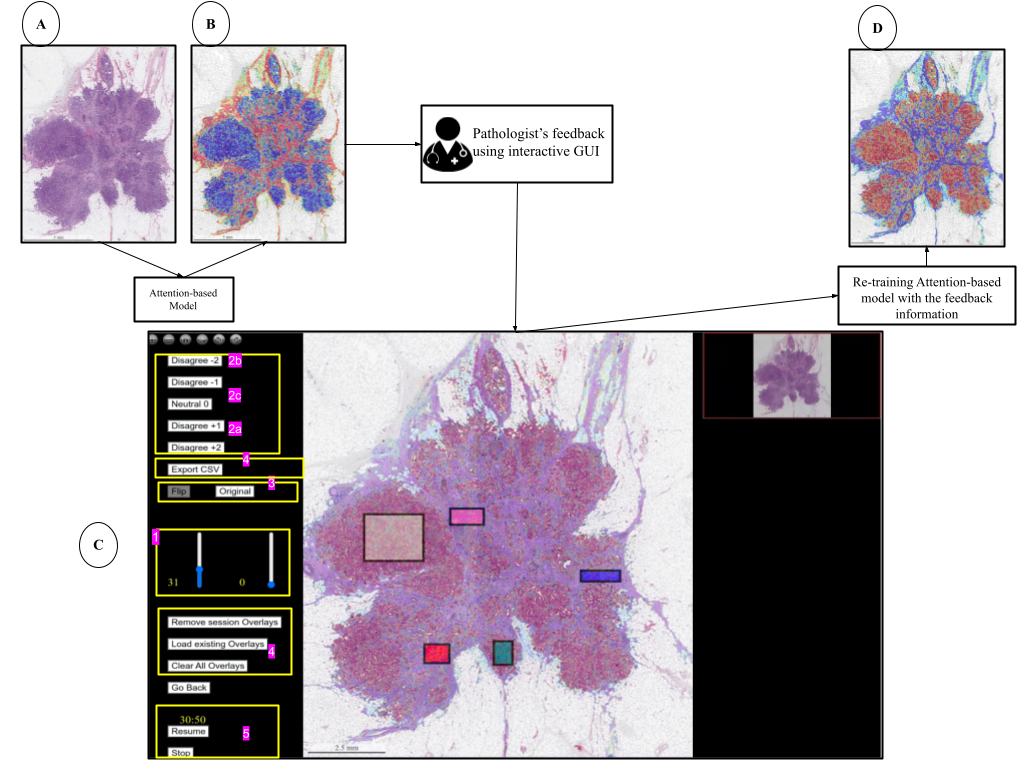 A
B
D
Pathologist's feedback
using interactive GUI
Attention-based
Model
Re-training Attention-based
model with the feedback
information
C
Disagree -2
2b
Disagree -1
2c
Neutral 0
Disagree +1
2a
Disagree +2
4
Export CSV
3
Flip
Original
1
31
0
Remove session Overlays
Load existing Overlays
4
Clear All Overlays
Go Back
30:50
Resume
5
Stop
2.5 mm